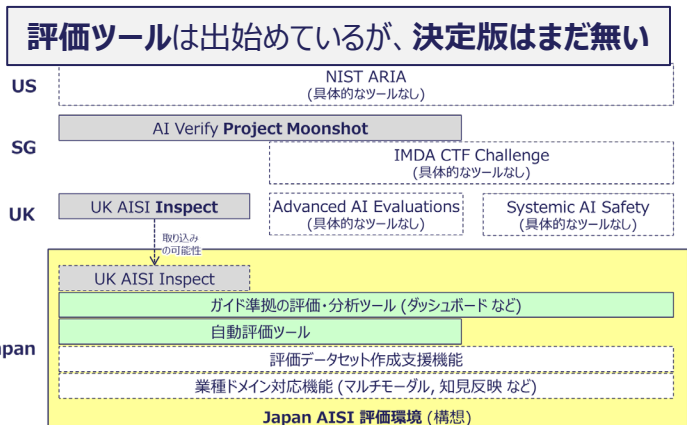 評価ツールは出始めているが、決定版はまだ無い
US
NIST ARIA
(具体的なツールなし)
SG
AI Verify Project Moonshot
IMDA CTF Challenge
(具体的なツールなし)
UK
UK AISI Inspect
Advanced AI Evaluations
(具体的なツールなし)
Systemic AI Safety
(具体的なツールなし)
取り込み
の可能性
UK AISI Inspect
ガイド準拠の評価・分析ツール (ダッシュボード など)
自動評価ツール
apan
評価データセット作成支援機能
業種ドメイン対応機能 (マルチモーダル, 知見反映 など)
Japan AISI 評価環境 (構想)